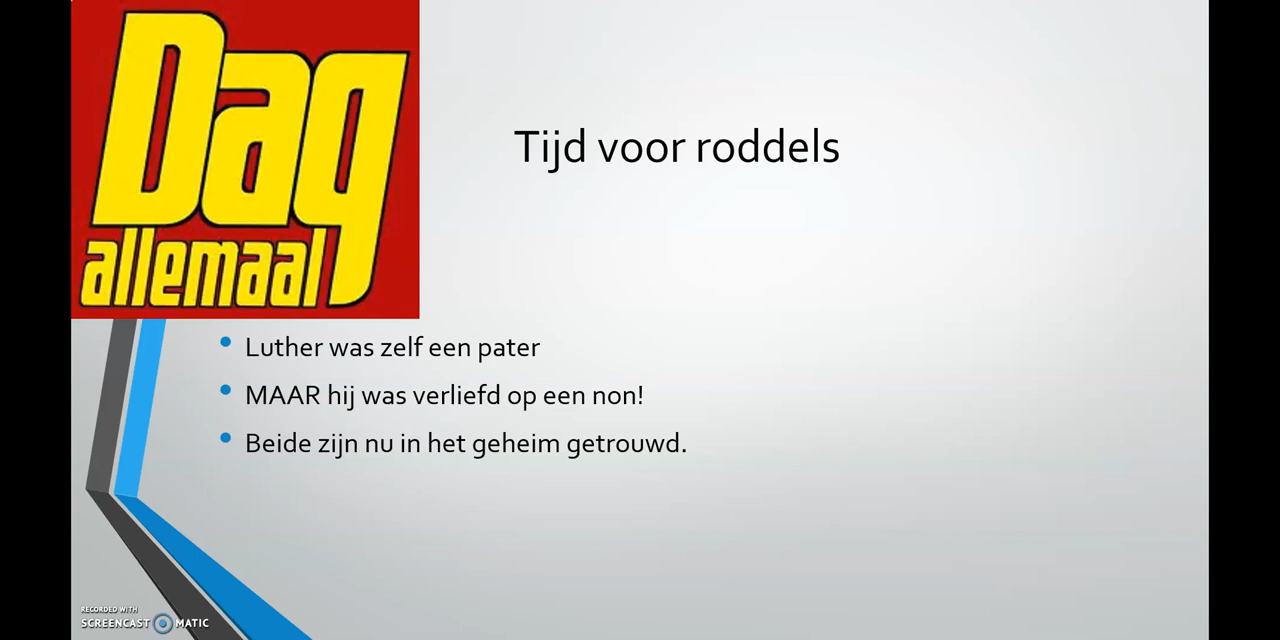 Dag
allemaal
Tijd voor roddels
Luther was zelf een pater
MAAR hij was verliefd op een non!
Beide zijn nu in het geheim getrouwd.
RECORDED WITH
SCREENCAST MATIC